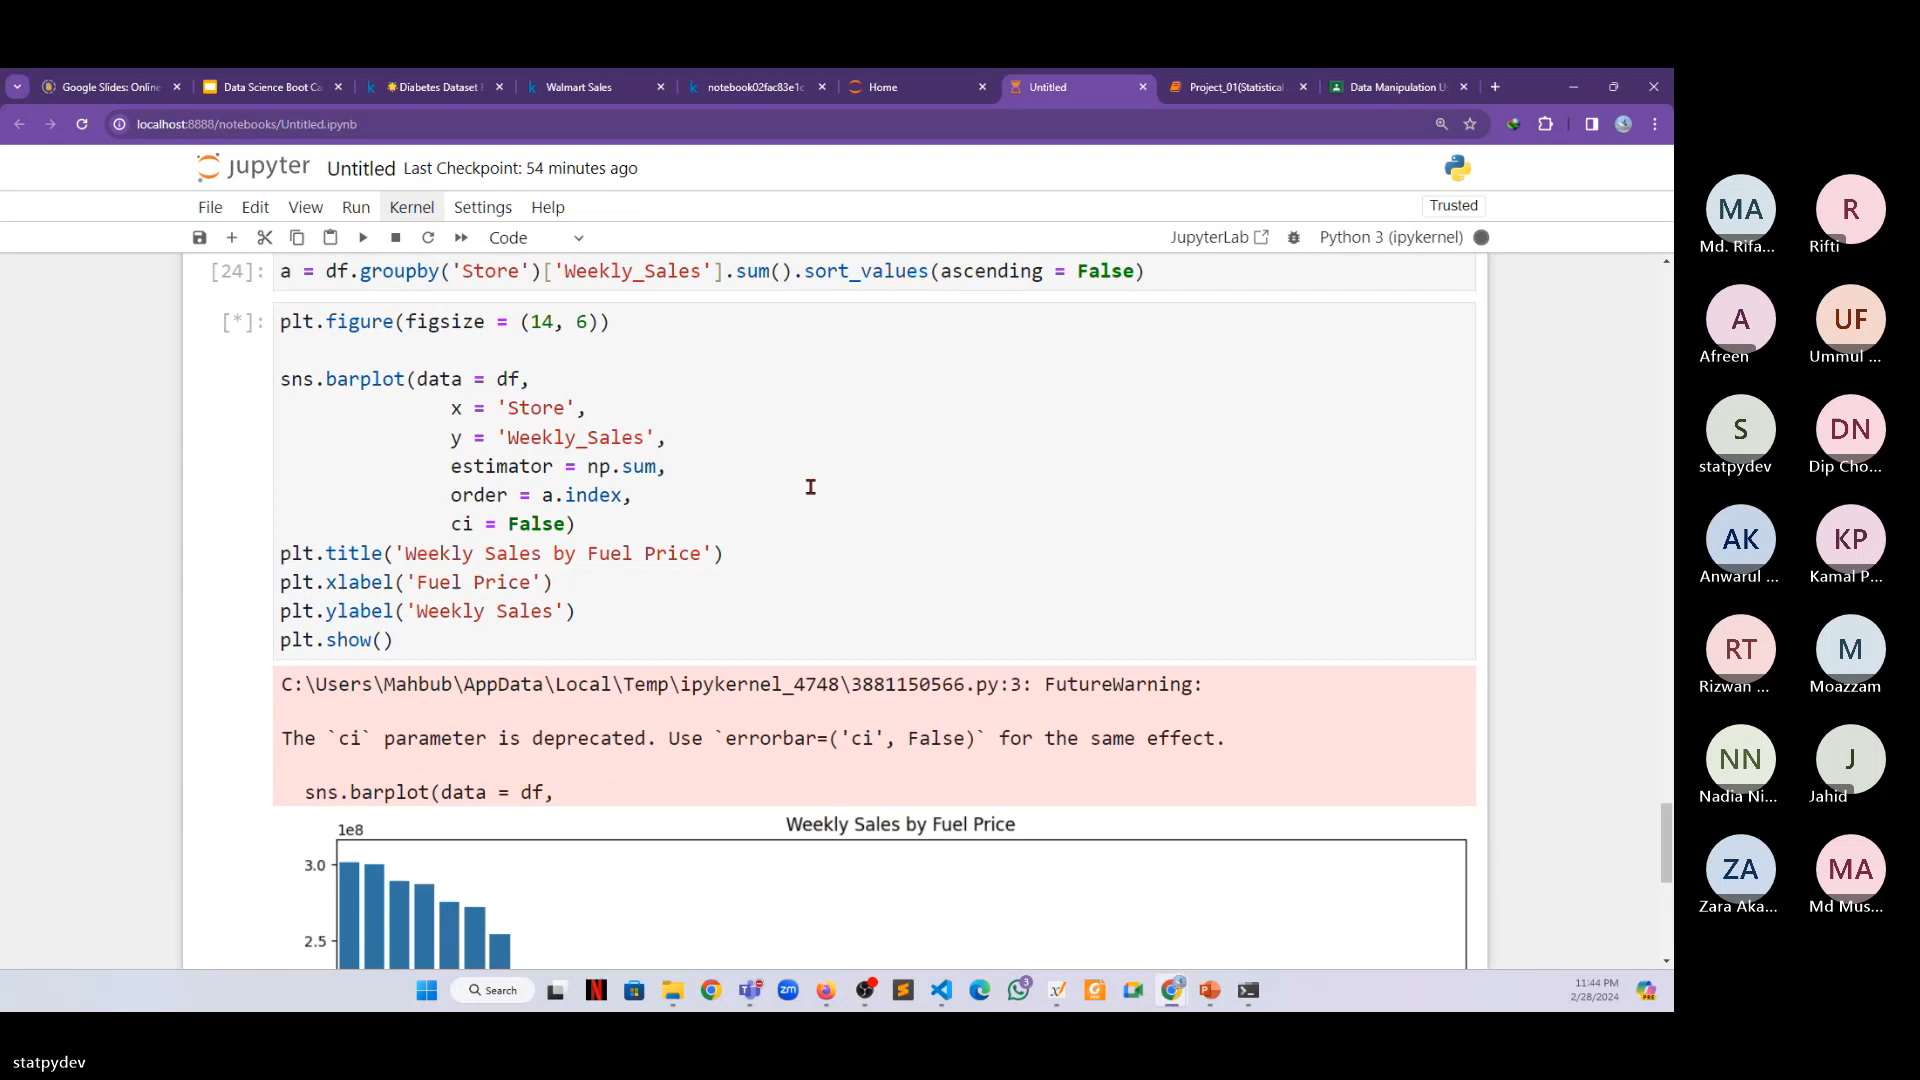 Google Slides: Online
Data Science Boot Ca
Diabetes Dataset
Walmart Sales
notebook02fac83e1c
Home
Untitled
Project_01(Statistical
Data Manipulation U
localhost:8888/notebooks/Untitled.ipynb
jupyter Untitled Last Checkpoint: 54 minutes ago
File Edit View Run Kernel Settings Help
Trusted
Code
JupyterLab
Python 3 (ipykernel)
[24]: a = df.groupby('Store')['Weekly_Sales'].sum().sort_values(ascending = False)
[*]: plt.figure(figsize = (14, 6))
sns.barplot(data = df,
x = 'Store',
y = 'Weekly_Sales',
estimator = np.sum,
order = a.index,
ci = False)
plt.title('Weekly Sales by Fuel Price')
plt.xlabel('Fuel Price')
plt.ylabel('Weekly Sales')
plt.show()
C:\Users\Mahbub\AppData\Local\Temp\ipykernel_4748\3881150566.py:3: FutureWarning:
The `ci` parameter is deprecated. Use `errorbar=('ci', False)` for the same effect.
sns.barplot(data = df,
Weekly Sales by Fuel Price
1e8
3.0
2.5
Search
zm
3
11:44 PM
2/28/2024
PRE
MA
R
Md. Rifa...
Rifti
A
UF
Afreen
Ummul ...
S
DN
statpydev
Dip Cho...
AK
KP
Anwarul ...
Kamal P...
RT
M
Rizwan ...
Moazzam
NN
J
Nadia Ni...
Jahid
ZA
MA
Zara Aka...
Md Mus...
statpydev